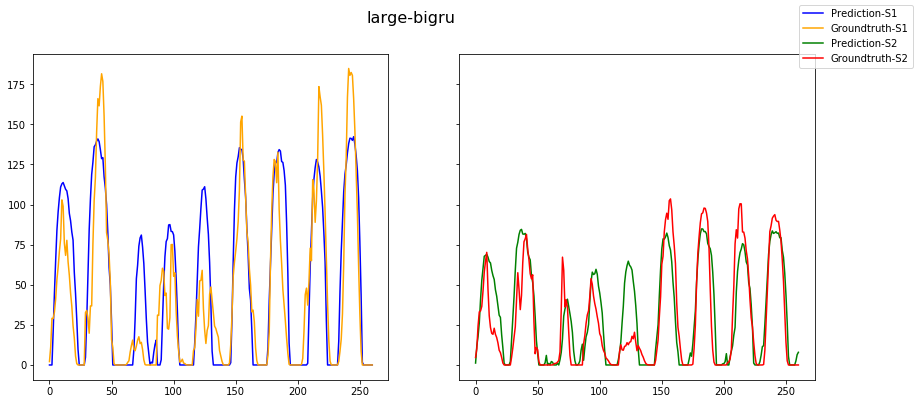 large-bigru
Prediction-S1
Groundtruth-S1
Prediction-S2
Groundtruth-S2
175
150
125
100
75
50
25
0
0 50 100 150 200 250
0 50 100 150 200 250